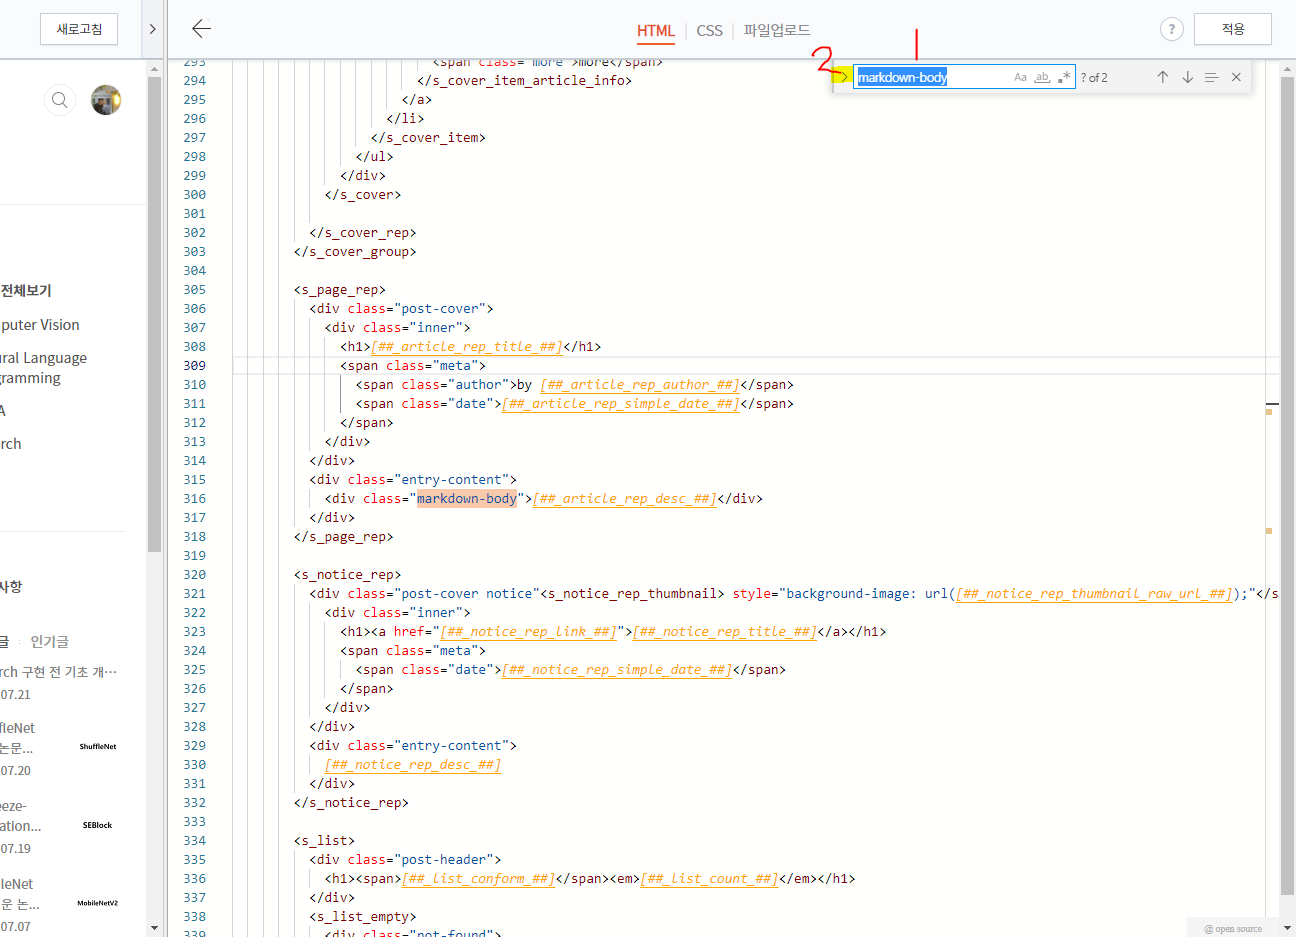 새로고침
HTML
CSS
파일업로드
?
적용
1
2
markdown-body
Aa
ab
.*
? of 2
293 <span class="more">more</span>
294 </s_cover_item_article_info>
295 </a>
296 </li>
297 </s_cover_item>
298 </ul>
299 </div>
300 </s_cover>
301
302 </s_cover_rep>
303 </s_cover_group>
304
305 <s_page_rep>
306 <div class="post-cover">
307 <div class="inner">
308 <h1>[##_article_rep_title_##]</h1>
309 <span class="meta">
310 <span class="author">by [##_article_rep_author_##]</span>
311 <span class="date">[##_article_rep_simple_date_##]</span>
312 </span>
313 </div>
314 </div>
315 <div class="entry-content">
316 <div class="markdown-body">[##_article_rep_desc_##]</div>
317 </div>
318 </s_page_rep>
319
320 <s_notice_rep>
321 <div class="post-cover notice"<s_notice_rep_thumbnail> style="background-image: url([##_notice_rep_thumbnail_raw_url_##]);"</s
322 <div class="inner">
323 <h1><a href="[##_notice_rep_link_##]">[##_notice_rep_title_##]</a></h1>
324 <span class="meta">
325 <span class="date">[##_notice_rep_simple_date_##]</span>
326 </span>
327 </div>
328 </div>
329 <div class="entry-content">
330 [##_notice_rep_desc_##]
331 </div>
332 </s_notice_rep>
333
334 <s_list>
335 <div class="post-header">
336 <h1><span>[##_list_conform_##]</span><em>[##_list_count_##]</em></h1>
337 </div>
338 <s_list_empty>
339 <div class="not-found">
전체보기
puter Vision
ral Language
ramming
A
rch
사항
글
인기글
rch 구현 전 기초 개…
07.21
fleNet
논문...
ShuffleNet
07.20
eeze-
ation...
SEBlock
07.19
leNet
운 논...
MobileNetV2
07.07
@ open source